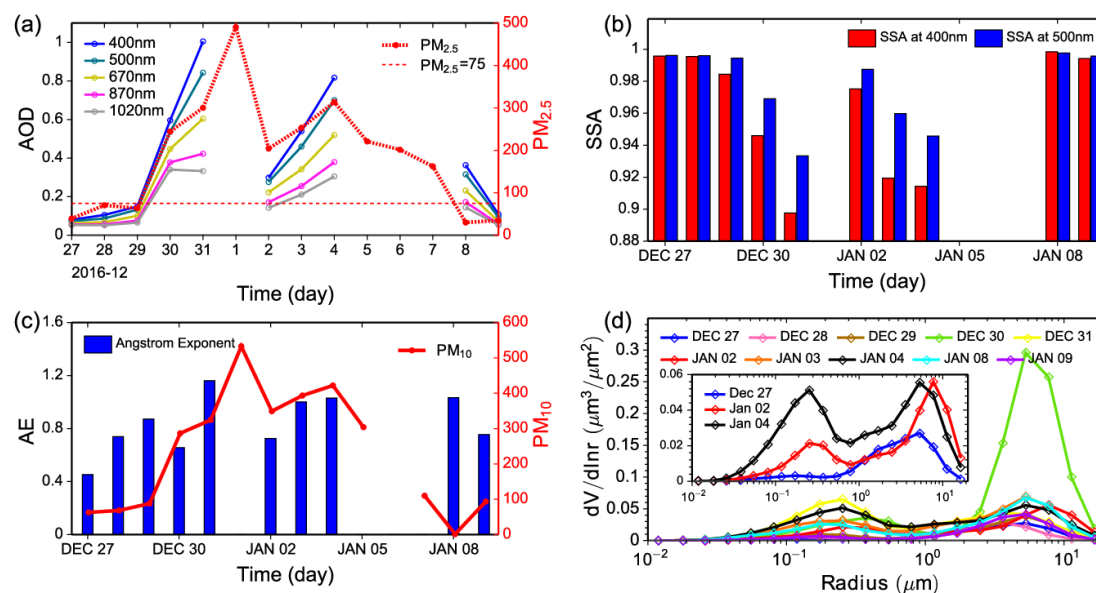 (a)
AOD
1
0.8
0.6
0.4
0.2
0
400nm
500nm
670nm
870nm
1020nm
PM2.5
PM2.5=75
500
400
300
200
100
0
PM2.5
27 28 29 30 31 1 2 3 4 5 6 7 8
2016-12
Time (day)
(b)
SSA
1
0.98
0.96
0.94
0.92
0.9
0.88
SSA at 400nm SSA at 500nm
DEC 27 DEC 30 JAN 02 JAN 05 JAN 08
Time (day)
(c)
AE
1.6
1.2
0.8
0.4
0
Angstrom Exponent
PM10
600
500
400
300
200
100
0
PM10
DEC 27 DEC 30 JAN 02 JAN 05 JAN 08
Time (day)
(d)
dV/dlnr (μm³/μm²)
0.3
0.25
0.2
0.15
0.1
0.05
0
DEC 27 DEC 28 DEC 29 DEC 30 DEC 31
JAN 02 JAN 03 JAN 04 JAN 08 JAN 09
0.06
0.04
0.02
0
Dec 27
Jan 02
Jan 04
10⁻² 10⁻¹ 10⁰ 10¹
10⁻² 10⁻¹ 10⁰ 10¹
Radius (μm)